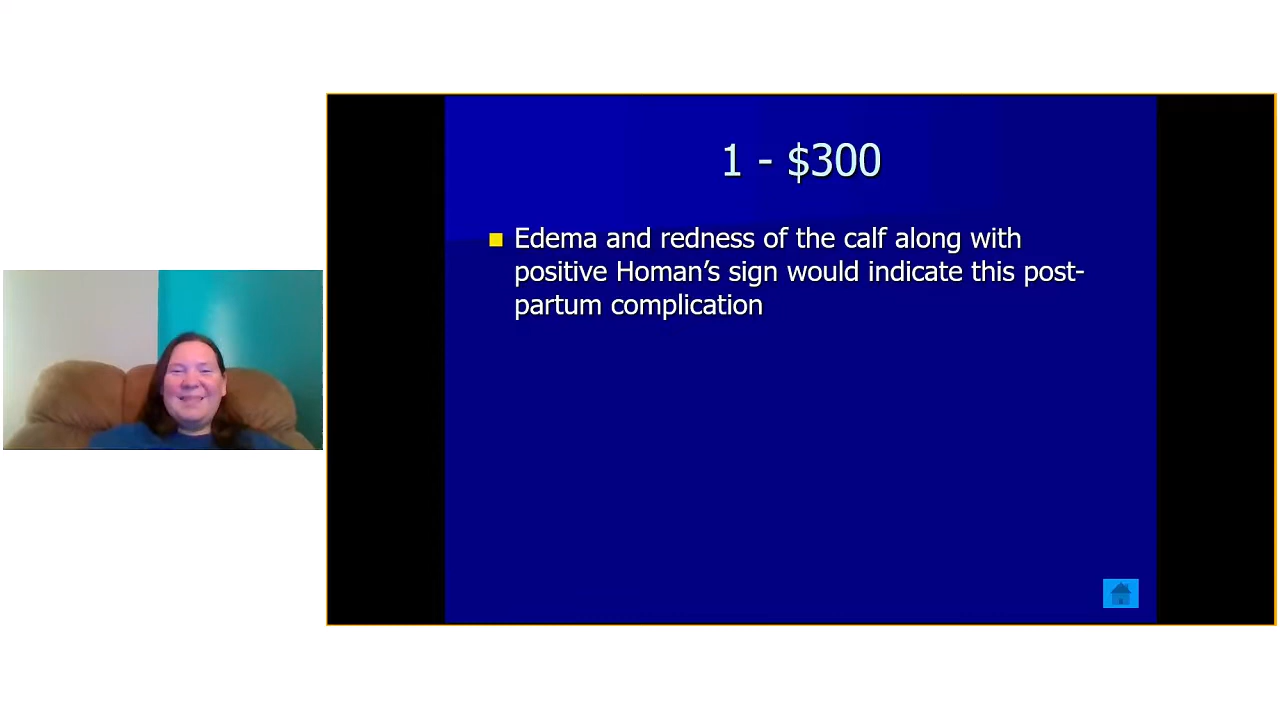 1 - $300
Edema and redness of the calf along with
positive Homan’s sign would indicate this post-
partum complication